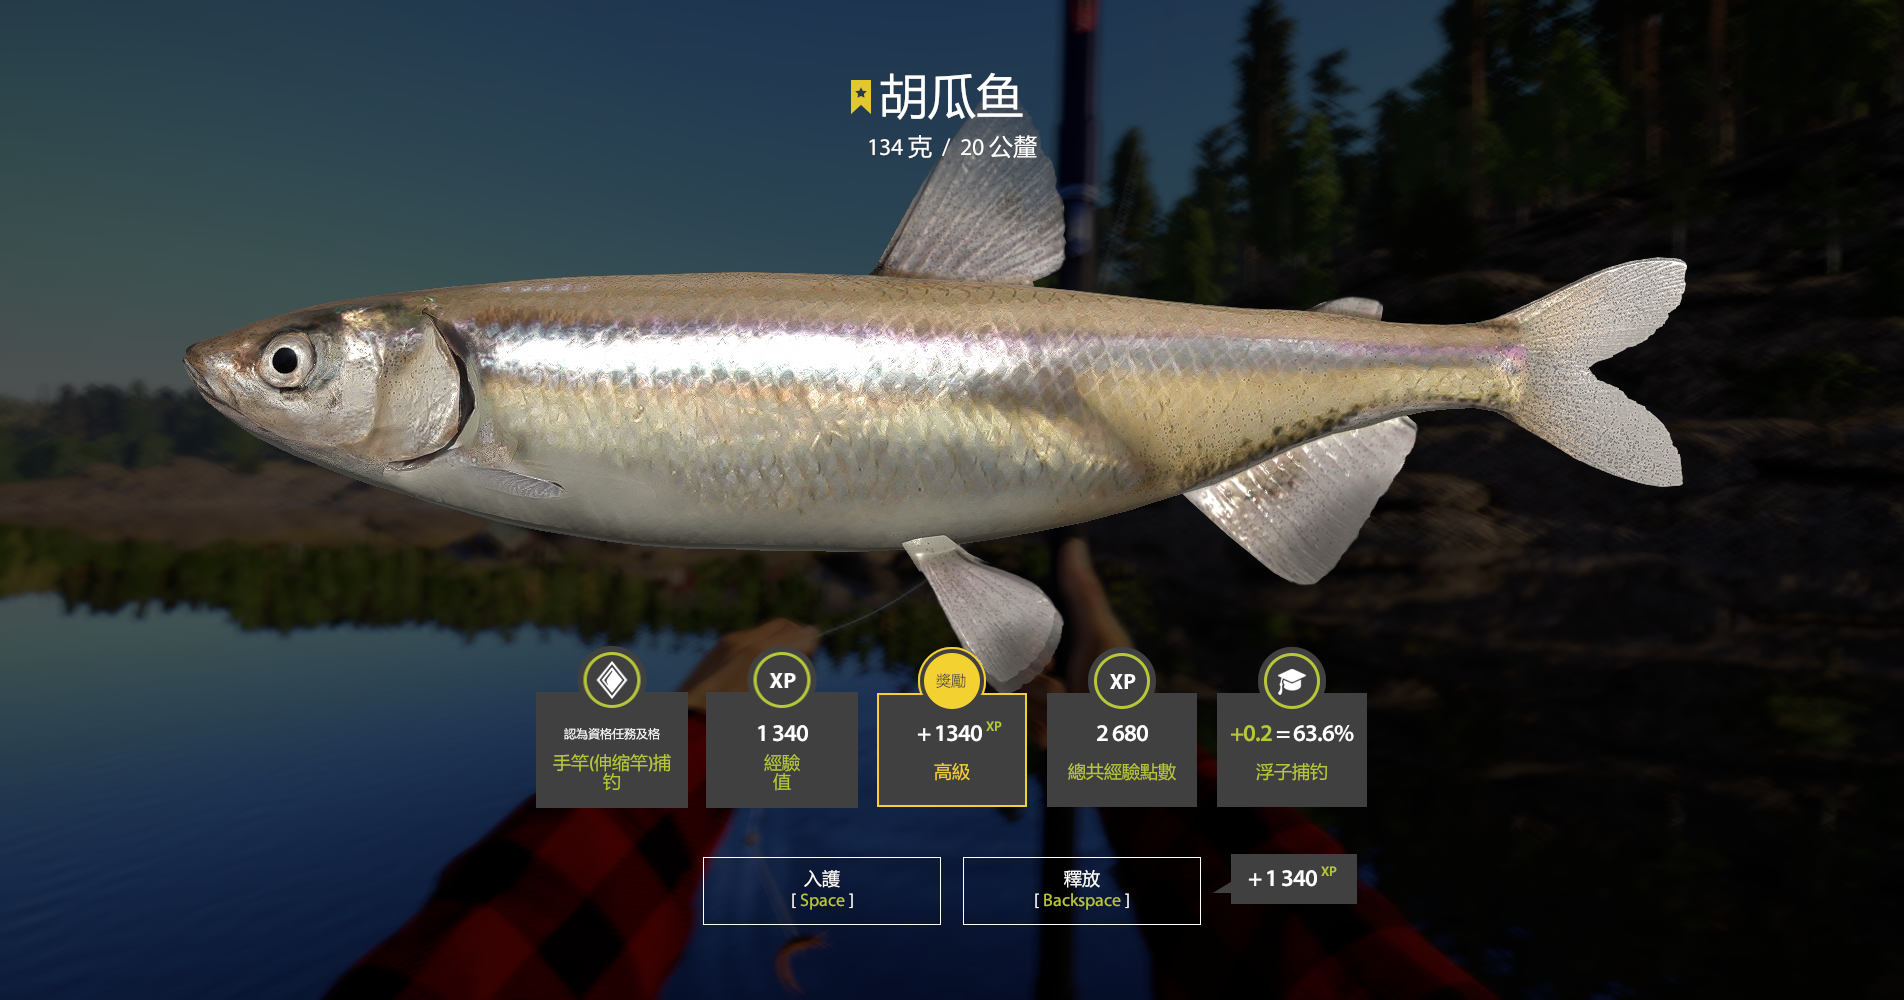 胡瓜鱼
134 克 / 20 公釐
XP
獎勵
XP
認為資格任務及格
手竿(伸缩竿)捕
钓
1 340
經驗
值
+ 1340 XP
高級
2 680
總共經驗點數
+0.2 = 63.6%
浮子捕钓
入護
[ Space ]
釋放
[ Backspace ]
+ 1 340 XP